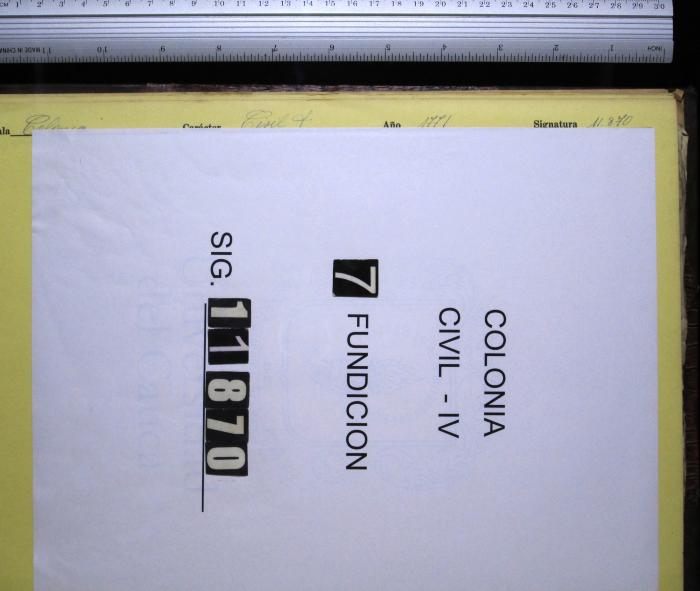 Sala Colonia Carácter Civil Año 1771 Signatura 11.870
COLONIA
CIVIL - IV
7 FUNDICION
SIG. 11870